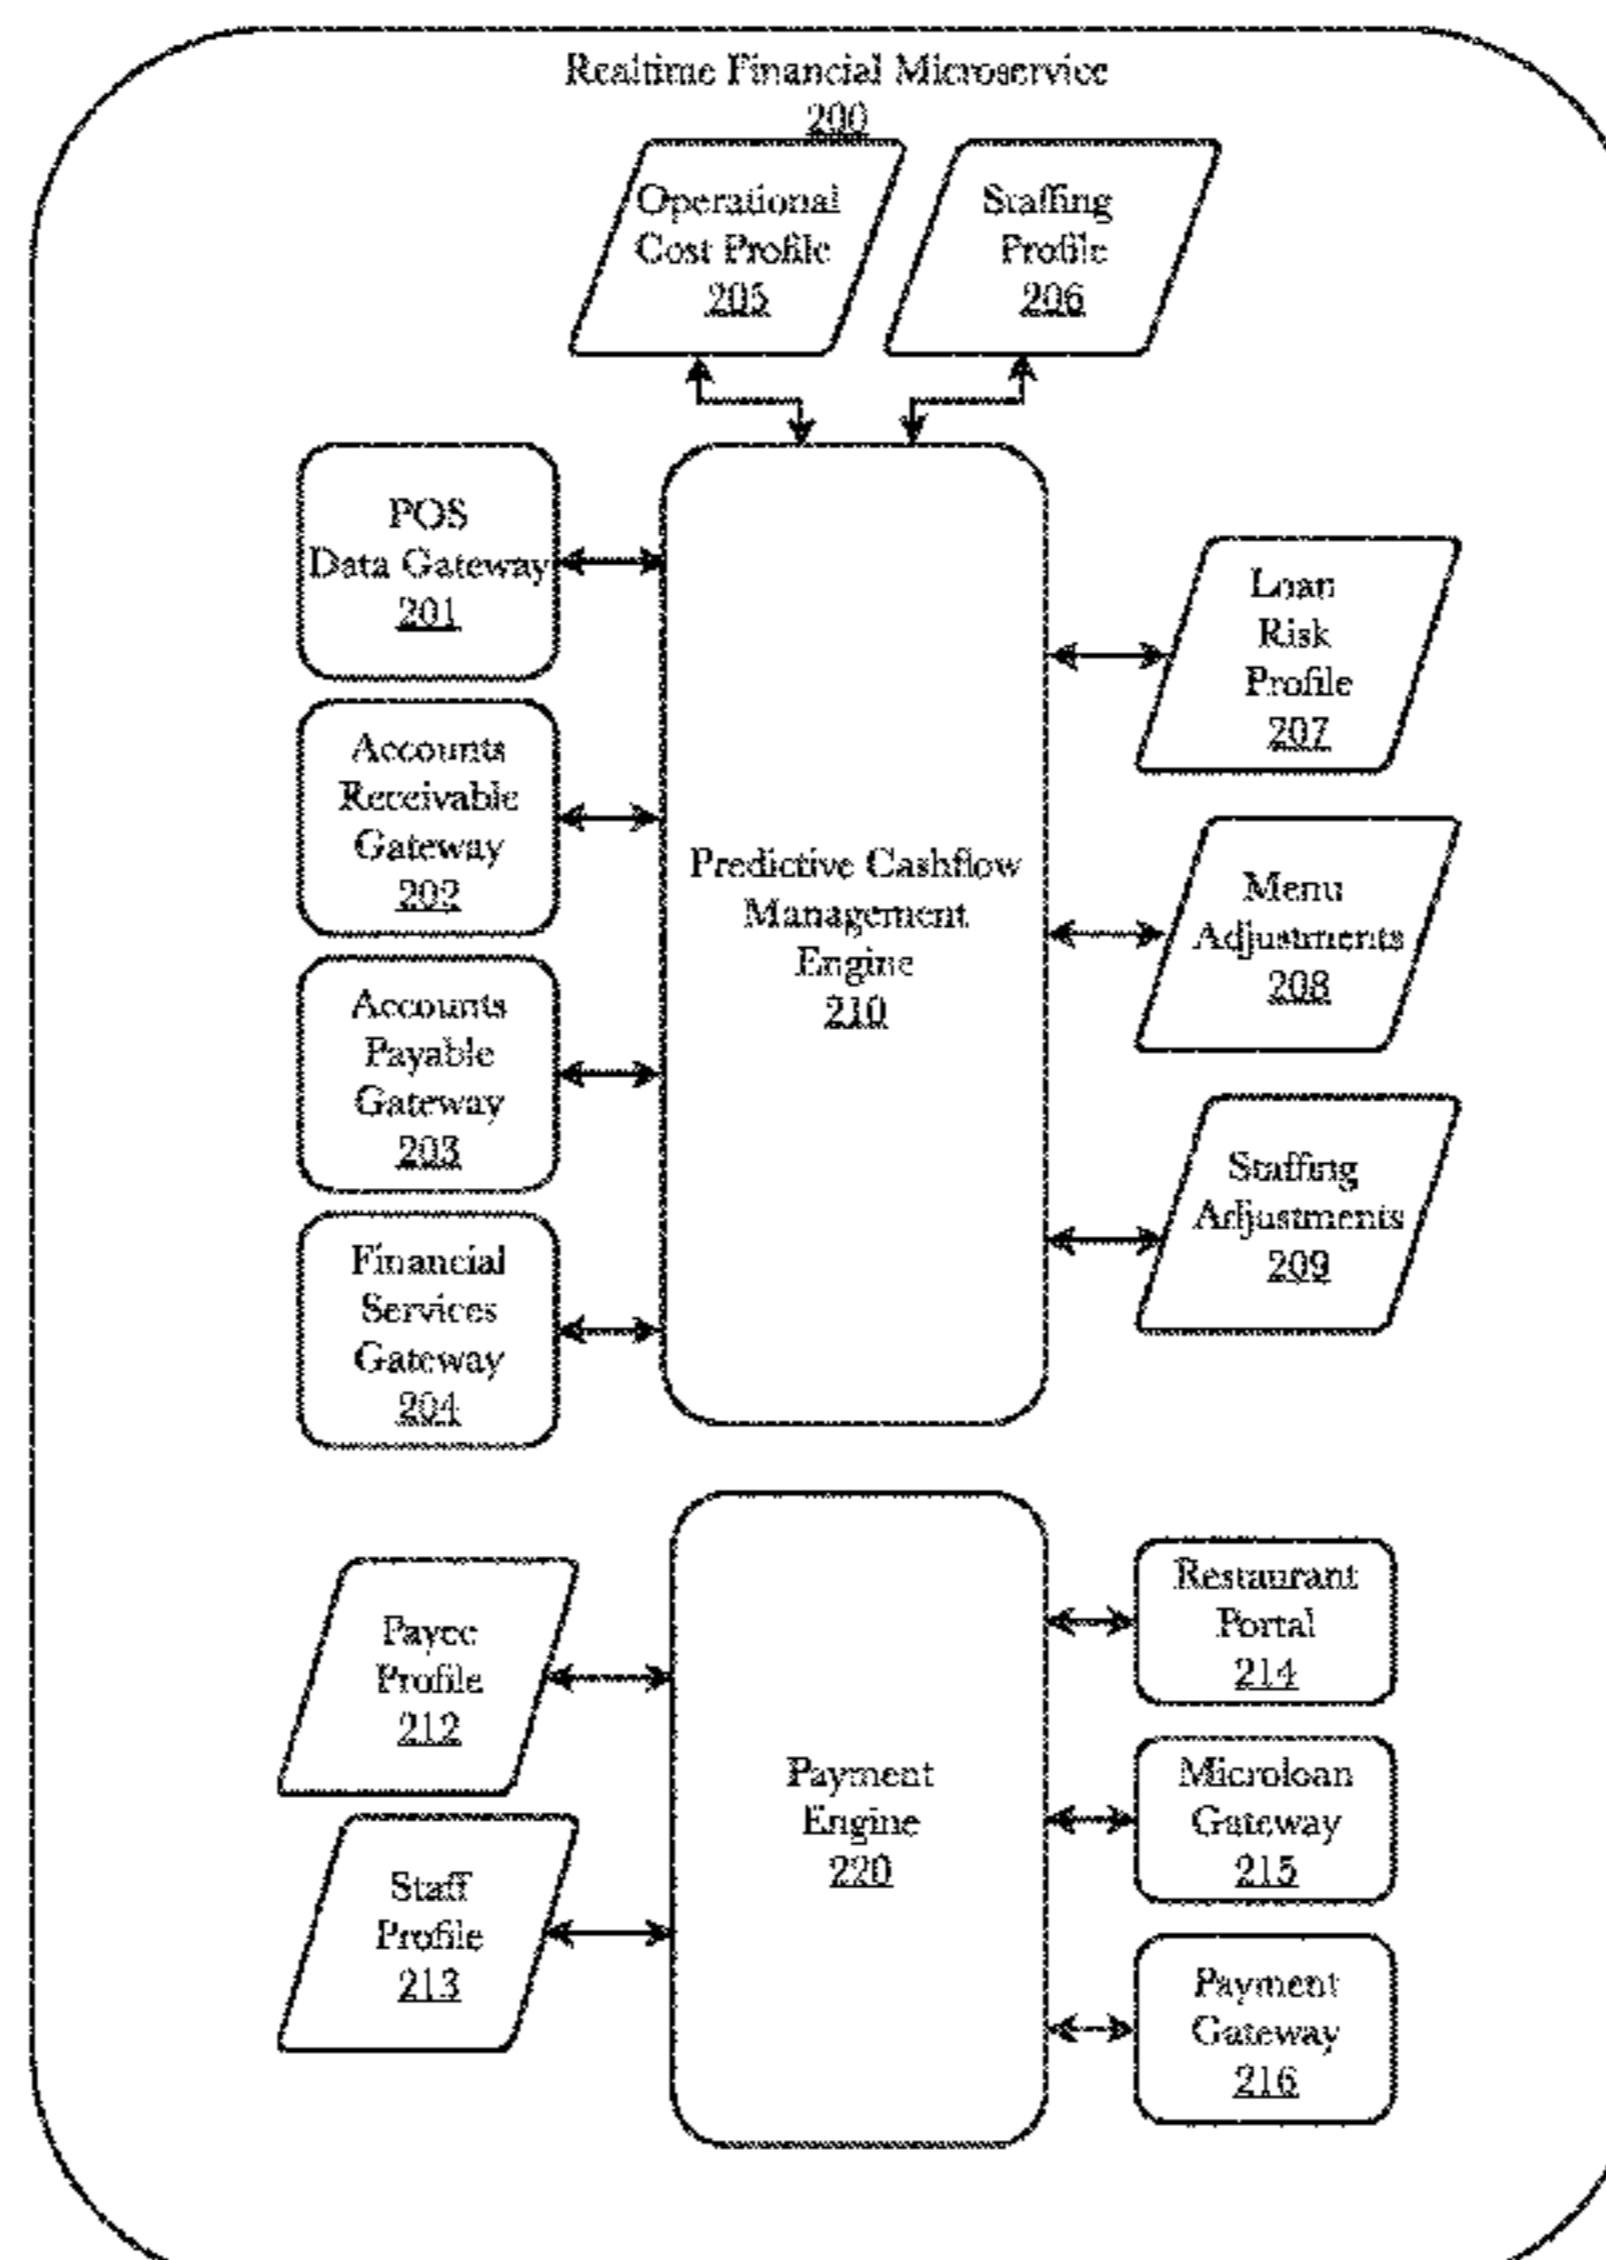 Realtime Financial Microservice
200
Operational
Cost Profile
205
Staffing
Profile
206
POS
Data Gateway
201
Accounts
Receivable
Gateway
202
Accounts
Payable
Gateway
203
Financial
Services
Gateway
204
Predictive Cashflow
Management
Engine
210
Loan
Risk
Profile
207
Menu
Adjustments
208
Staffing
Adjustments
209
Payee
Profile
212
Staff
Profile
213
Payment
Engine
220
Restaurant
Portal
214
Microloan
Gateway
215
Payment
Gateway
216